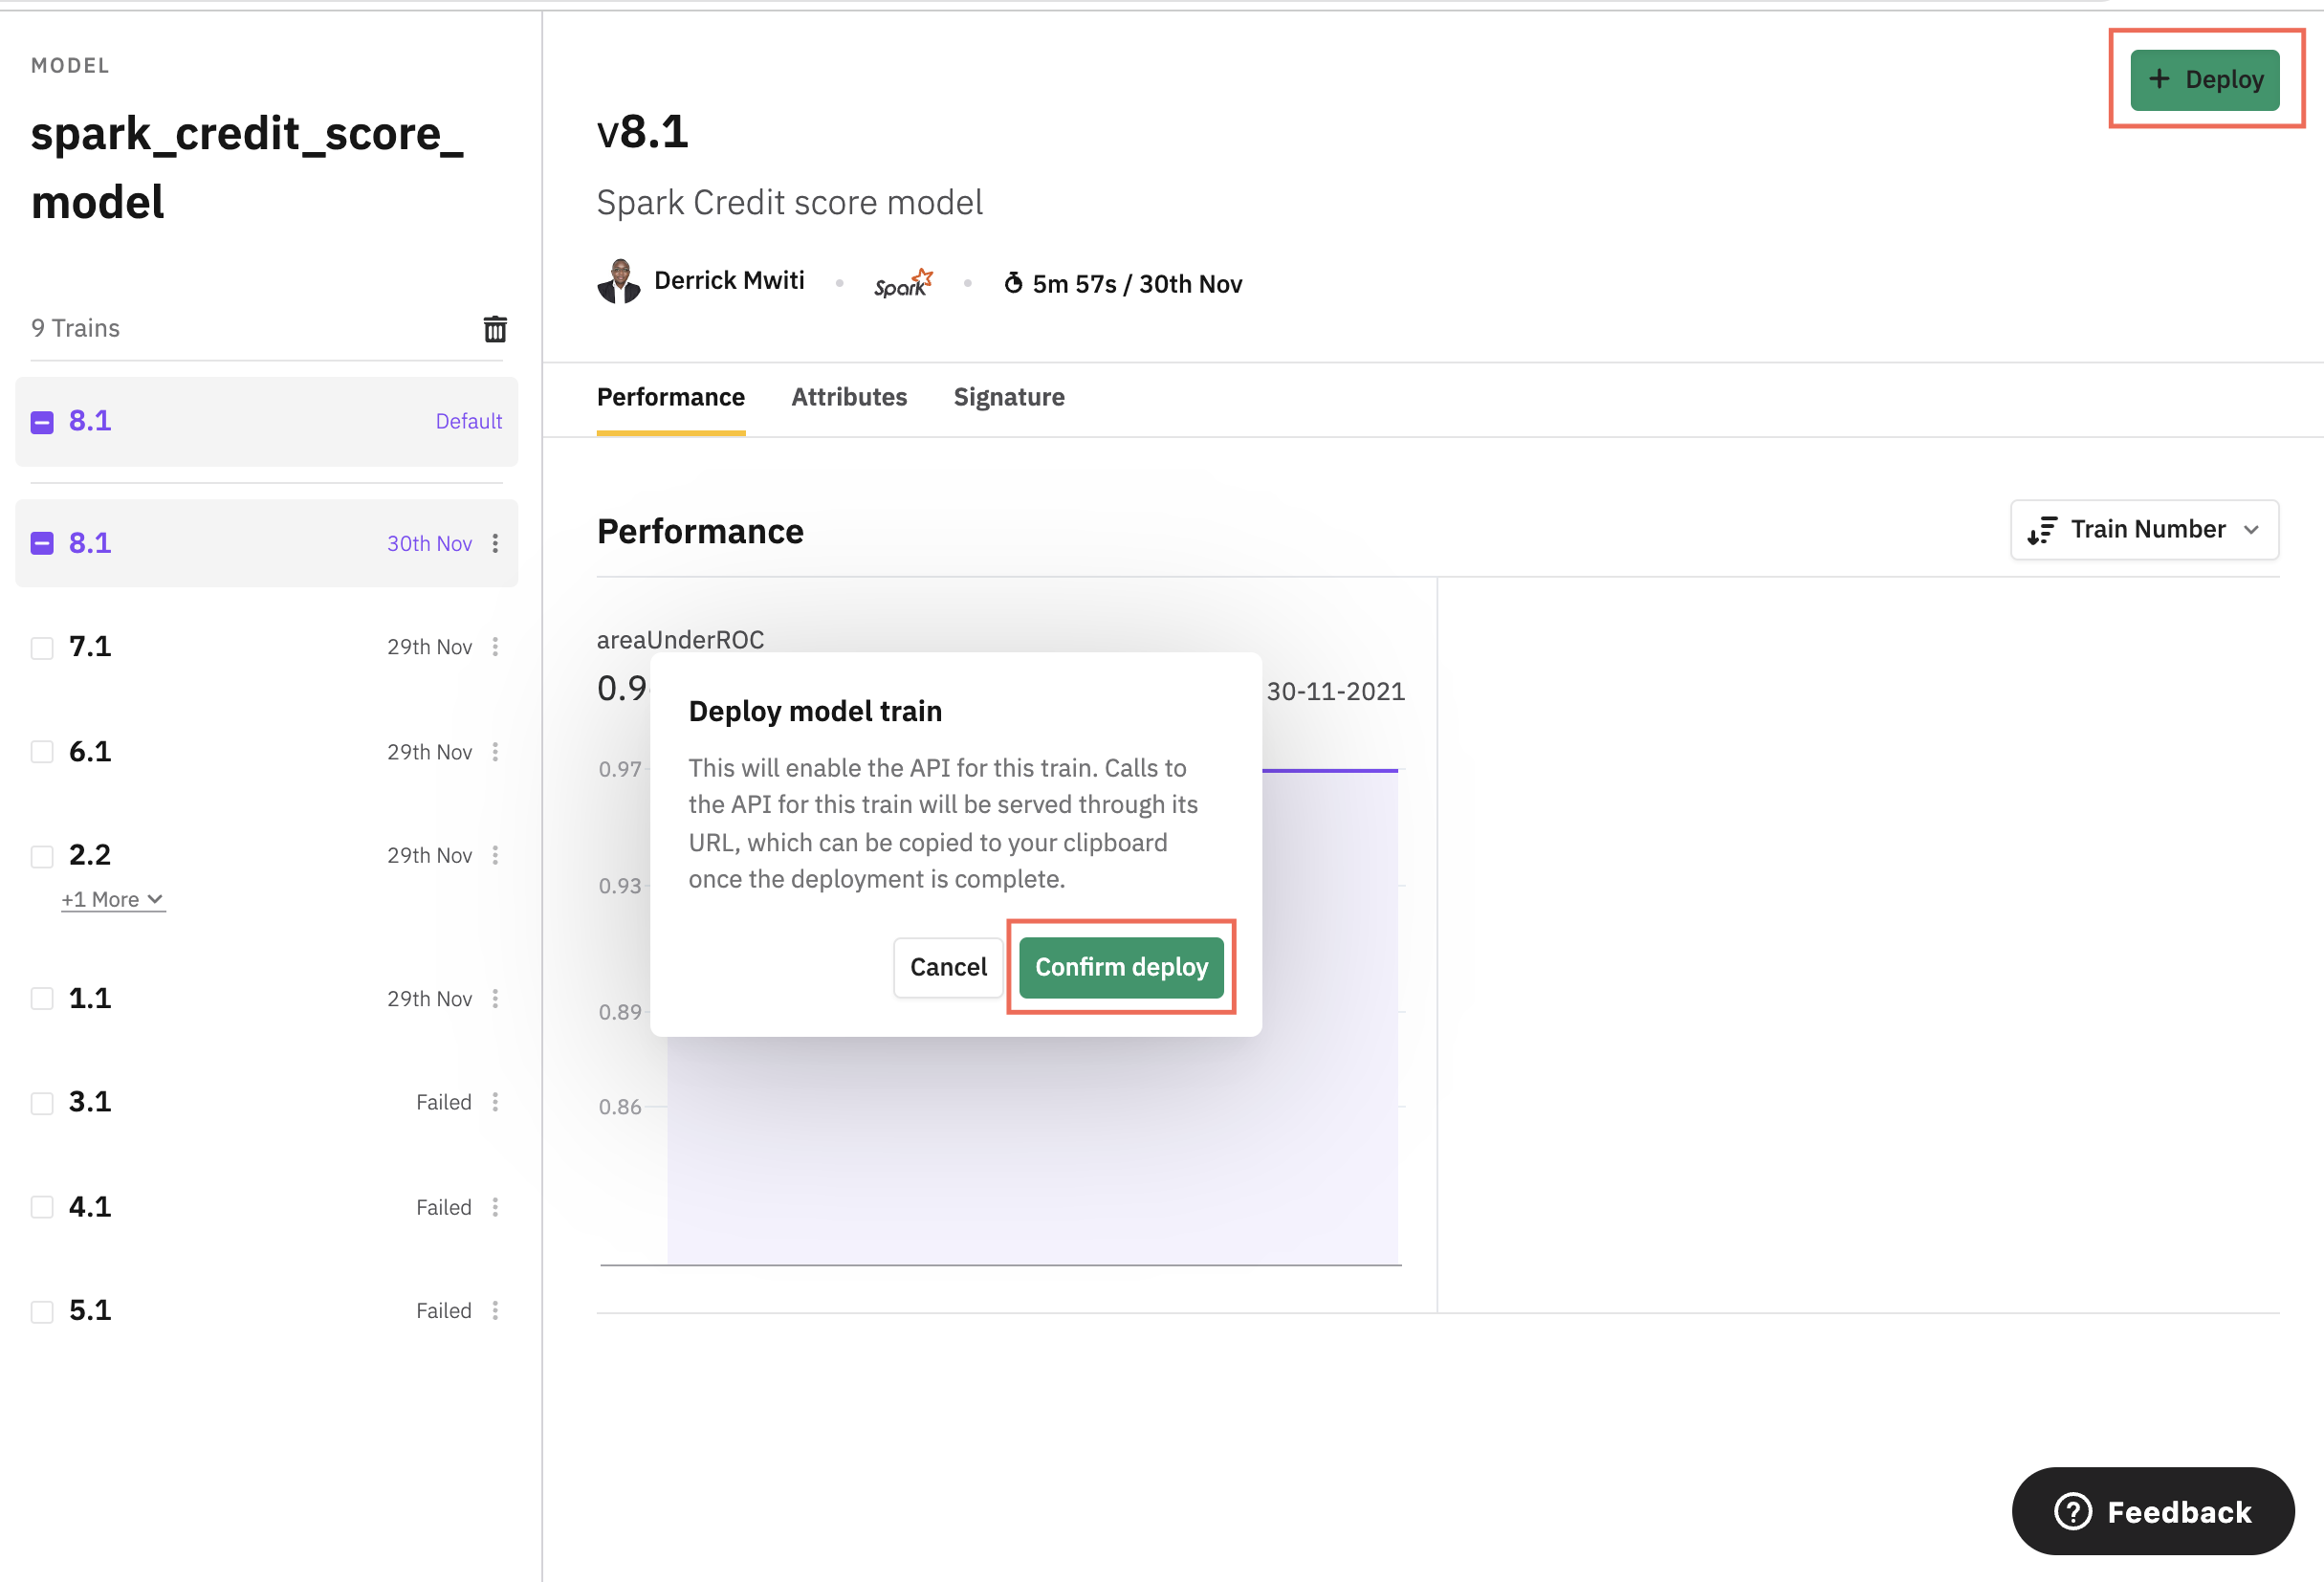 MODEL
spark_credit_score_
model
9 Trains
8.1 Default
8.1 30th Nov
7.1 29th Nov
6.1 29th Nov
2.2 29th Nov
+1 More
1.1 29th Nov
3.1 Failed
4.1 Failed
5.1 Failed
+ Deploy
v8.1
Spark Credit score model
Derrick Mwiti • Spark • 5m 57s / 30th Nov
Performance Attributes Signature
Performance
Train Number
areaUnderROC
0.9 30-11-2021
0.97
0.93
0.89
0.86
Deploy model train
This will enable the API for this train. Calls to
the API for this train will be served through its
URL, which can be copied to your clipboard
once the deployment is complete.
Cancel Confirm deploy
? Feedback